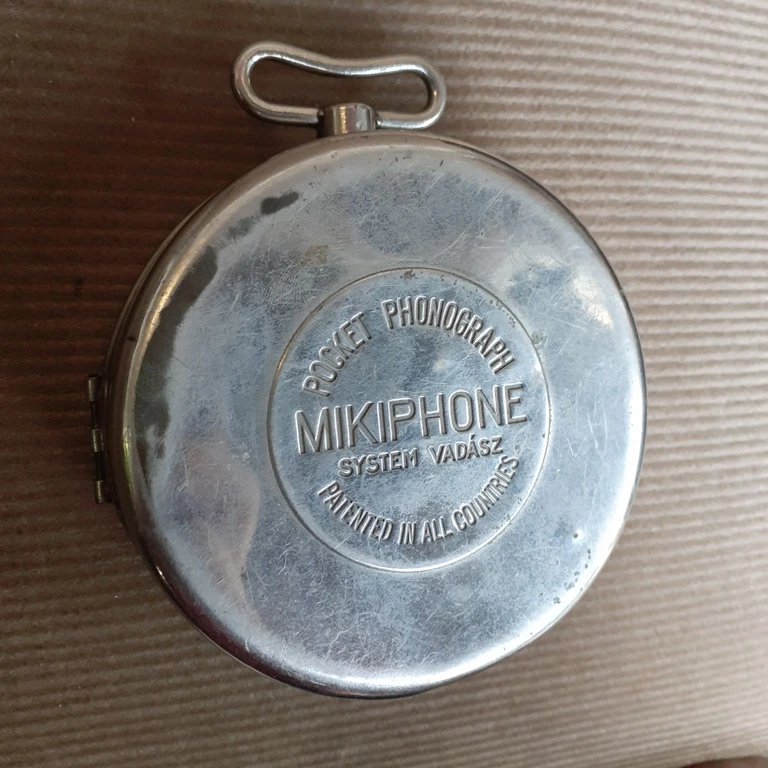 POCKET PHONOGRAPH
MIKIPHONE
SYSTEM VADÁSZ
PATENTED IN ALL COUNTRIES